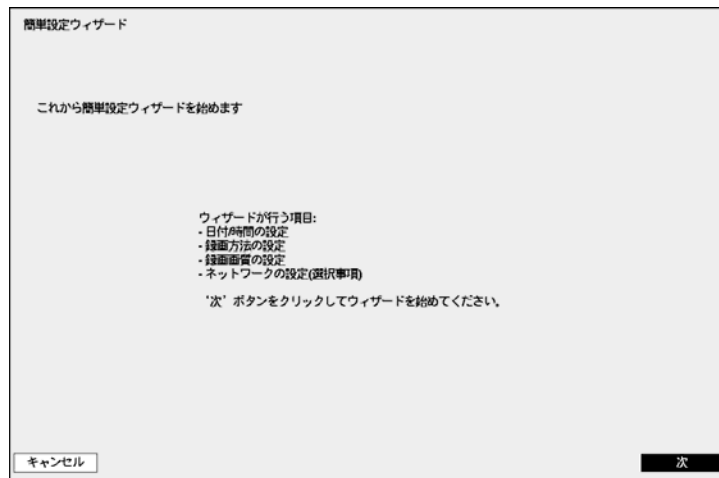 簡単設定ウィザード
これから簡単設定ウィザードを始めます
ウィザードが行う項目:
- 日付/時間の設定
- 録画方法の設定
- 録画画質の設定
- ネットワークの設定(選択事項)
'次' ボタンをクリックしてウィザードを始めてください。
キャンセル
次